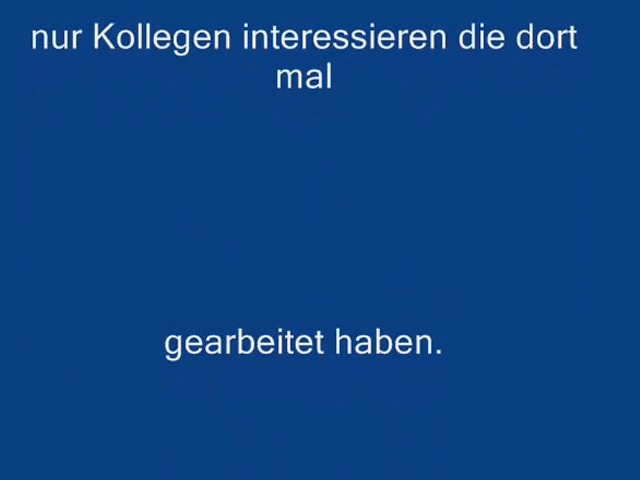 nur Kollegen interessieren die dort
mal
gearbeitet haben.